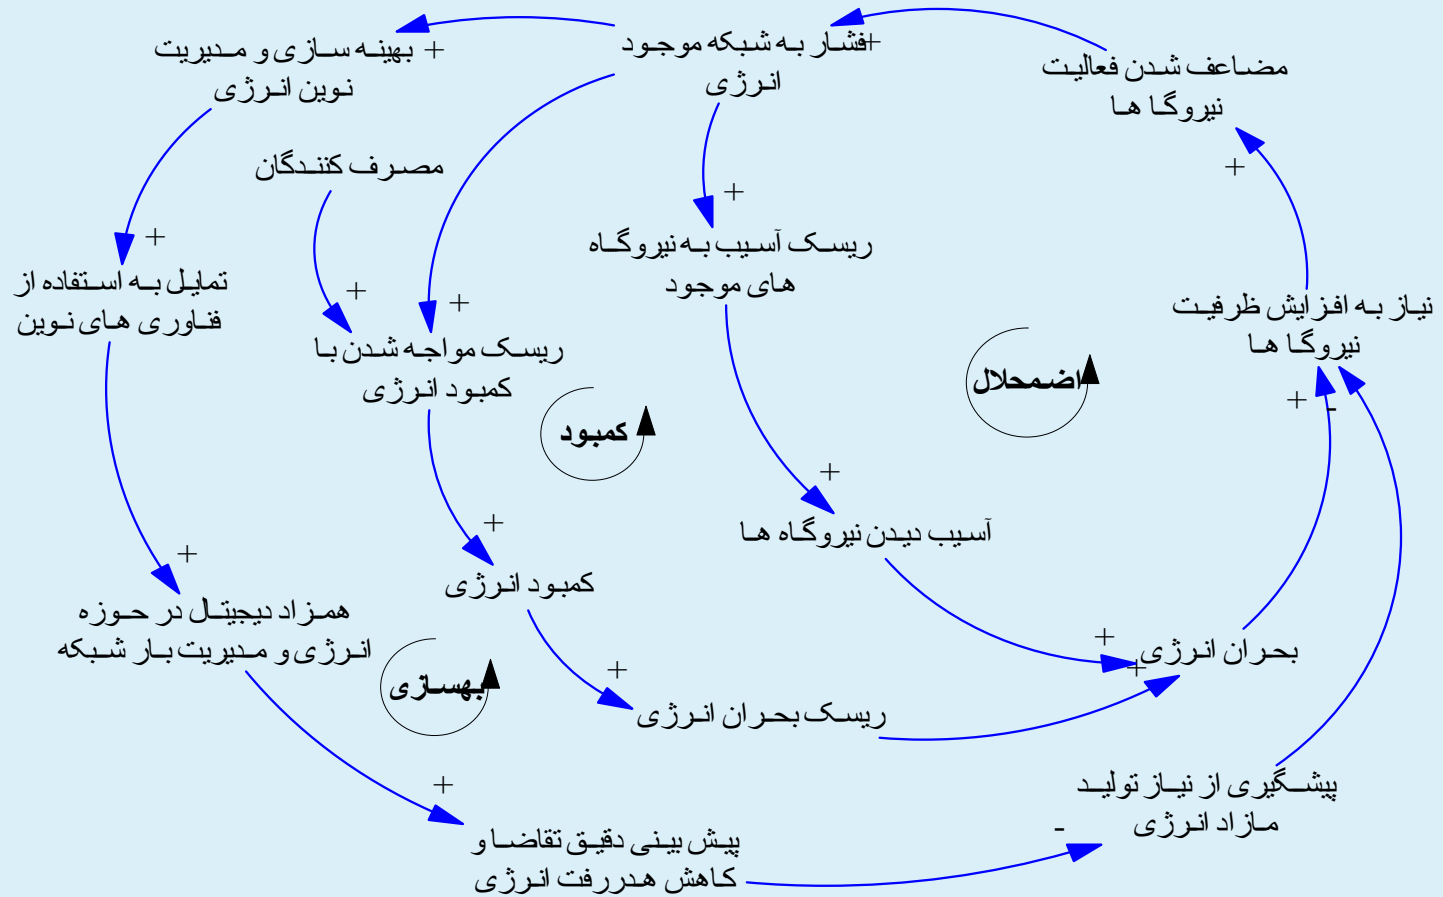 مضاعف شدن فعالیت
نیروگا ها
+
فشار به شبکه موجود
انرژی
+
بهینه سازی و مدیریت
نوین انرژی
+
مصرف کنندگان
+
ریسک آسیب به نیروگاه
های موجود
+
تمایل به استفاده از
فناوری های نوین
+
نیاز به افزایش ظرفیت
نیروگا ها
+
+
-
+
+
ریسک مواجه شدن با
کمبود انرژی
اضمحلال
کمبود
+
آسیب دیدن نیروگاه ها
+
کمبود انرژی
+
همزاد دیجیتال در حوزه
انرژی و مدیریت بار شبکه
بهسازی
+
+
بحران انرژی
+
ریسک بحران انرژی
+
پیشگیری از نیاز تولید
مازاد انرژی
-
پیش بینی دقیق تقاضا و
کاهش هدررفت انرژی